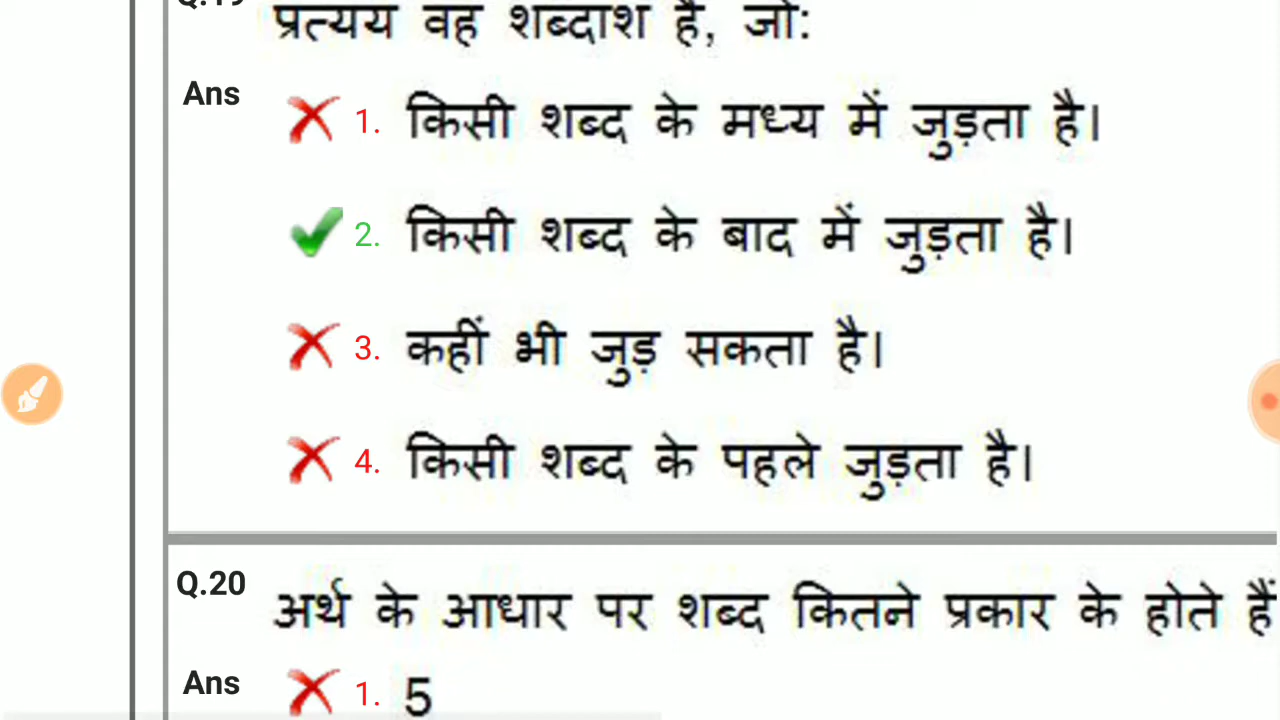 Q.19
प्रत्यय वह शब्दांश है, जो:
Ans
1. किसी शब्द के मध्य में जुड़ता है।
2. किसी शब्द के बाद में जुड़ता है।
3. कहीं भी जुड़ सकता है।
4. किसी शब्द के पहले जुड़ता है।
Q.20 अर्थ के आधार पर शब्द कितने प्रकार के होते हैं
Ans 1. 5